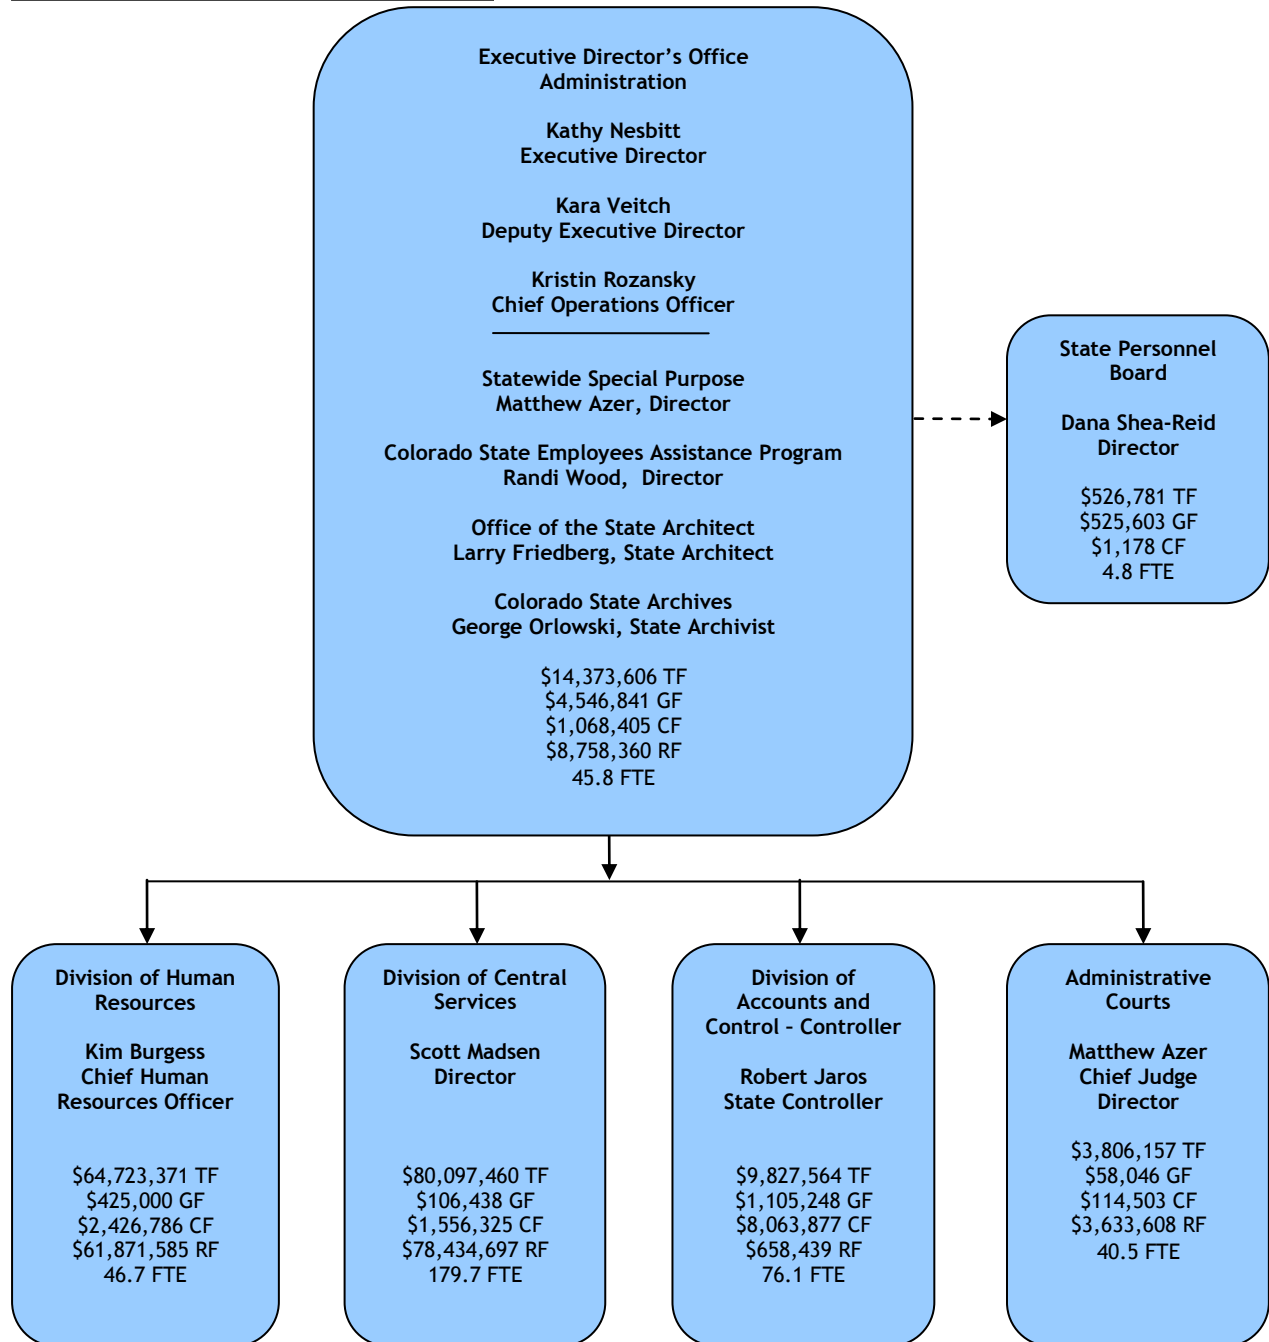 Executive Director’s Office
Administration
Kathy Nesbitt
Executive Director
Kara Veitch
Deputy Executive Director
Kristin Rozansky
Chief Operations Officer
Statewide Special Purpose
Matthew Azer, Director
Colorado State Employees Assistance Program
Randi Wood,  Director
Office of the State Architect
Larry Friedberg, State Architect
Colorado State Archives
George Orlowski, State Archivist
$14,373,606 TF
$4,546,841 GF
$1,068,405 CF
$8,758,360 RF
45.8 FTE
State Personnel
Board
Dana Shea-Reid
Director
$526,781 TF
$525,603 GF
$1,178 CF
4.8 FTE
Division of Human
Resources
Kim Burgess
Chief Human
Resources Officer
$64,723,371 TF
$425,000 GF
$2,426,786 CF
$61,871,585 RF
46.7 FTE
Division of Central
Services
Scott Madsen
Director
$80,097,460 TF
$106,438 GF
$1,556,325 CF
$78,434,697 RF
179.7 FTE
Division of
Accounts and
Control – Controller
Robert Jaros
State Controller
$9,827,564 TF
$1,105,248 GF
$8,063,877 CF
$658,439 RF
76.1 FTE
Administrative
Courts
Matthew Azer
Chief Judge
Director
$3,806,157 TF
$58,046 GF
$114,503 CF
$3,633,608 RF
40.5 FTE